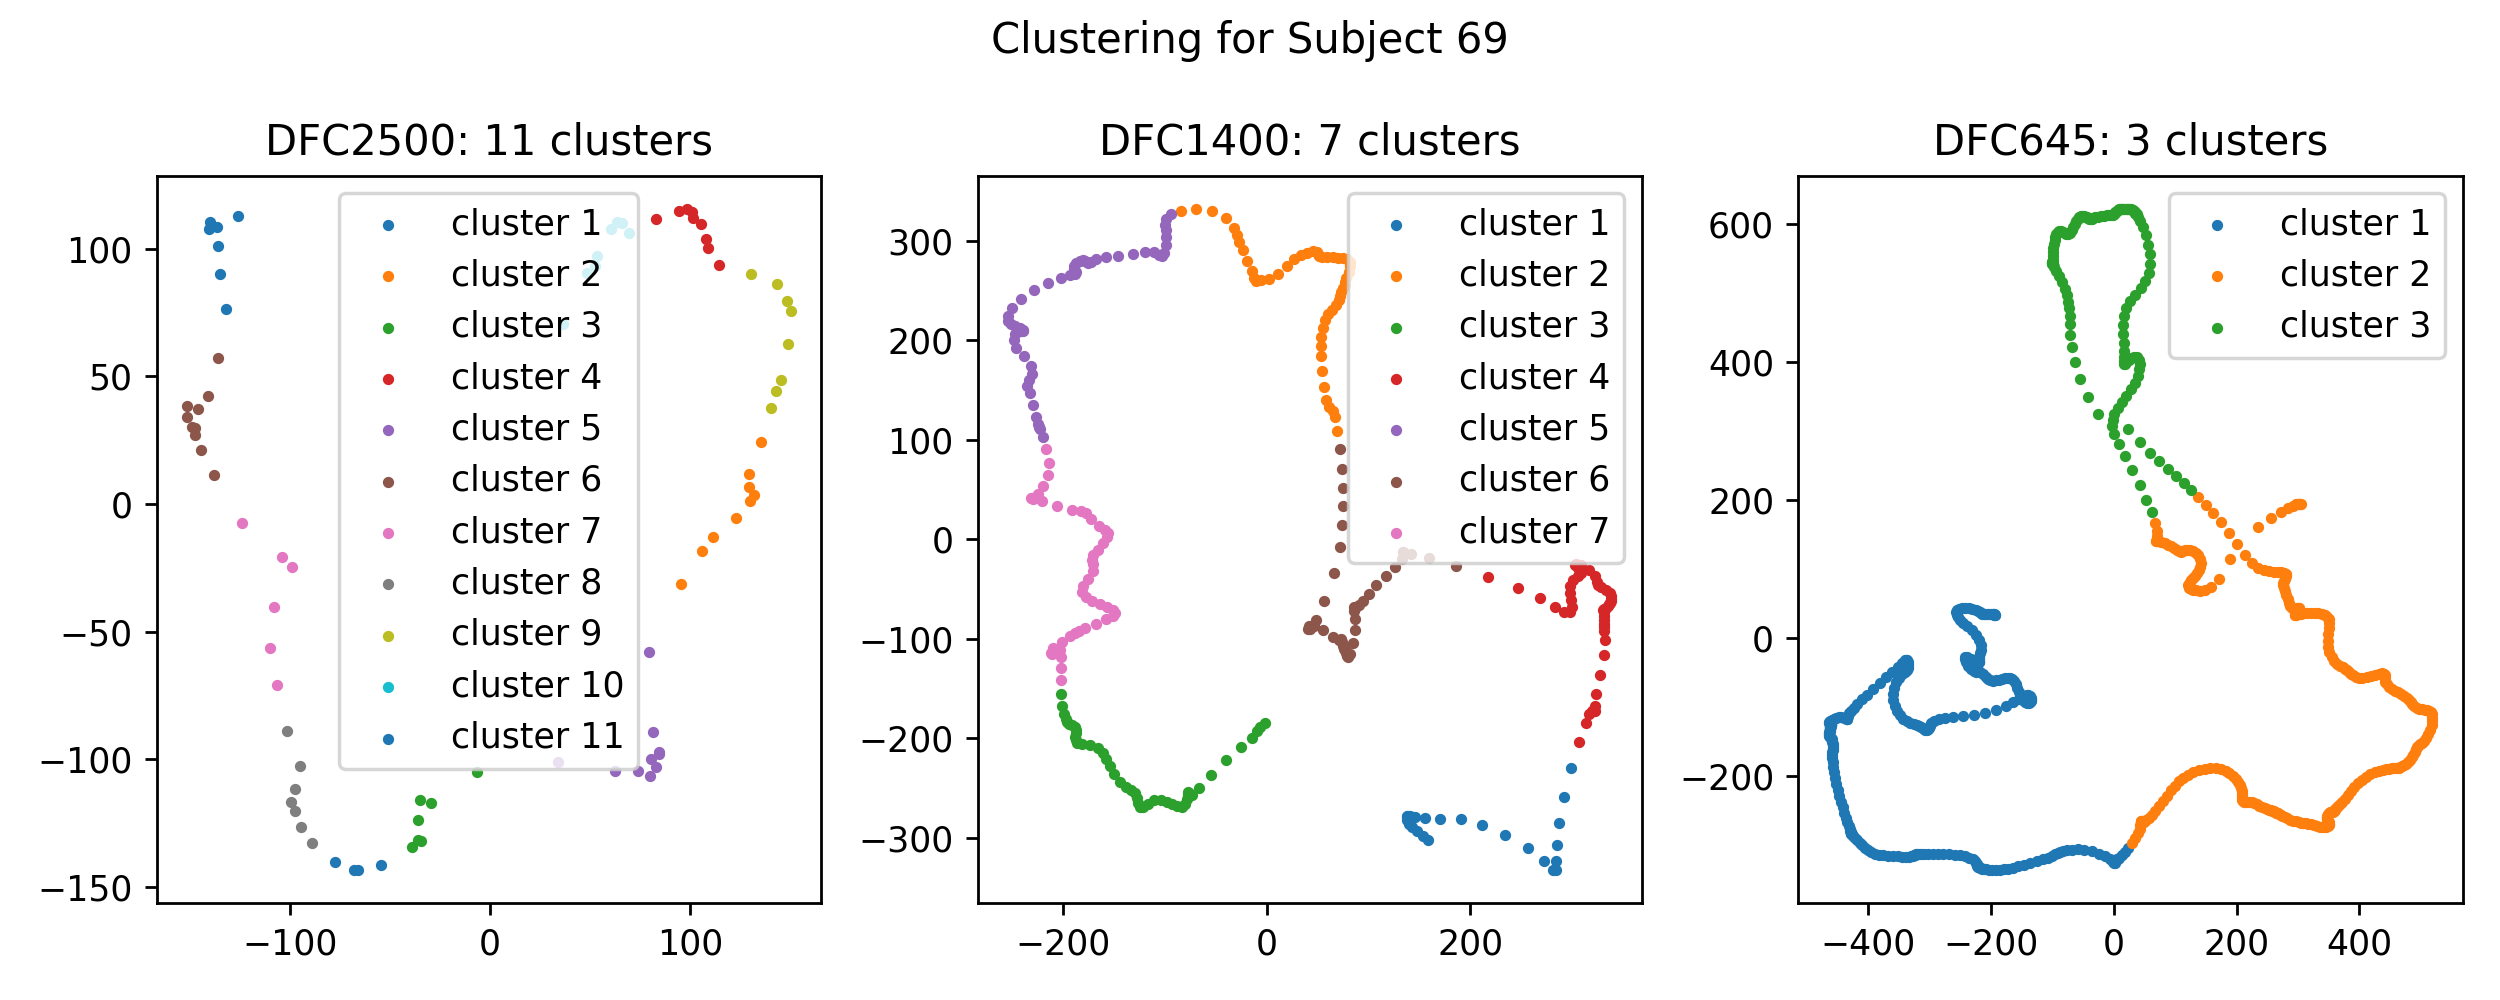 Clustering for Subject 69
DFC2500: 11 clusters
100
50
0
−50
−100
−150
−100
0
100
cluster 1
cluster 2
cluster 3
cluster 4
cluster 5
cluster 6
cluster 7
cluster 8
cluster 9
cluster 10
cluster 11
DFC1400: 7 clusters
300
200
100
0
−100
−200
−300
−200
0
200
cluster 1
cluster 2
cluster 3
cluster 4
cluster 5
cluster 6
cluster 7
DFC645: 3 clusters
600
400
200
0
−200
−400
−200
0
200
400
cluster 1
cluster 2
cluster 3